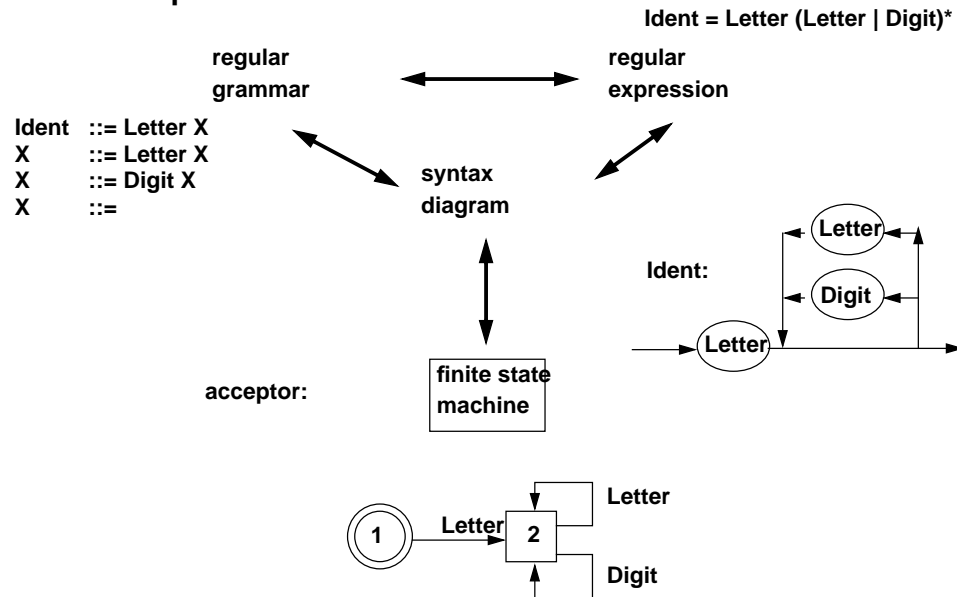 Ident = Letter (Letter | Digit)*
regular
grammar
regular
expression
Ident ::= Letter X
X ::= Letter X
X ::= Digit X
X ::=
syntax
diagram
Letter
Ident:
Digit
Letter
finite state
machine
acceptor:
Letter
1
Letter
2
Digit